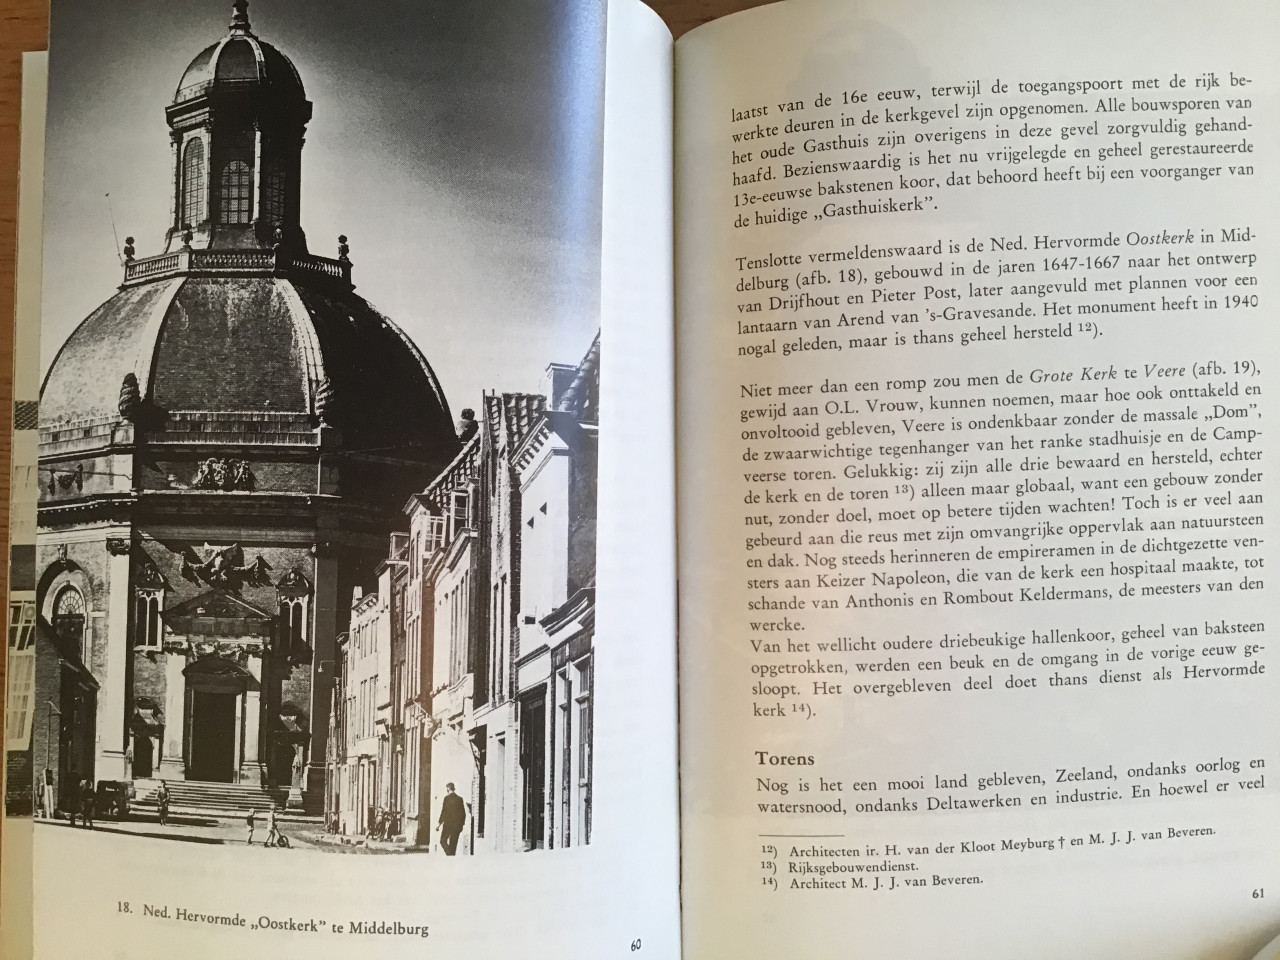 18. Ned. Hervormde „Oostkerk” te Middelburg
60
laatst van de 16e eeuw, terwijl de toegangspoort met de rijk be-
werkte deuren in de kerkgevel zijn opgenomen. Alle bouwsporen van
het oude Gasthuis zijn overigens in deze gevel zorgvuldig gehand-
haafd. Bezienswaardig is het nu vrijgelegde en geheel gerestaureerde
13e-eeuwse bakstenen koor, dat behoord heeft bij een voorganger van
de huidige „Gasthuiskerk”.
Tenslotte vermeldenswaard is de Ned. Hervormde Oostkerk in Mid-
delburg (afb. 18), gebouwd in de jaren 1647-1667 naar het ontwerp
van Drijfhout en Pieter Post, later aangevuld met plannen voor een
lantaarn van Arend van ’s-Gravesande. Het monument heeft in 1940
nogal geleden, maar is thans geheel hersteld 12).
Niet meer dan een romp zou men de Grote Kerk te Veere (afb. 19),
gewijd aan O.L. Vrouw, kunnen noemen, maar hoe ook onttakeld en
onvoltooid gebleven, Veere is ondenkbaar zonder de massale „Dom”,
de zwaarwichtige tegenhanger van het ranke stadhuisje en de Camp-
veerse toren. Gelukkig: zij zijn alle drie bewaard en hersteld, echter
de kerk en de toren 13) alleen maar globaal, want een gebouw zonder
nut, zonder doel, moet op betere tijden wachten! Toch is er veel aan
gebeurd aan die reus met zijn omvangrijke oppervlak aan natuursteen
en dak. Nog steeds herinneren de empireramen in de dichtgezette ven-
sters aan Keizer Napoleon, die van de kerk een hospitaal maakte, tot
schande van Anthonis en Rombout Keldermans, de meesters van den
wercke.
Van het wellicht oudere driebeukige hallenkoor, geheel van baksteen
opgetrokken, werden een beuk en de omgang in de vorige eeuw ge-
sloopt. Het overgebleven deel doet thans dienst als Hervormde
kerk 14).
Torens
Nog is het een mooi land gebleven, Zeeland, ondanks oorlog en
watersnood, ondanks Deltawerken en industrie. En hoewel er veel
12) Architecten ir. H. van der Kloot Meyburg † en M. J. J. van Beveren.
13) Rijksgebouwendienst.
14) Architect M. J. J. van Beveren.
61